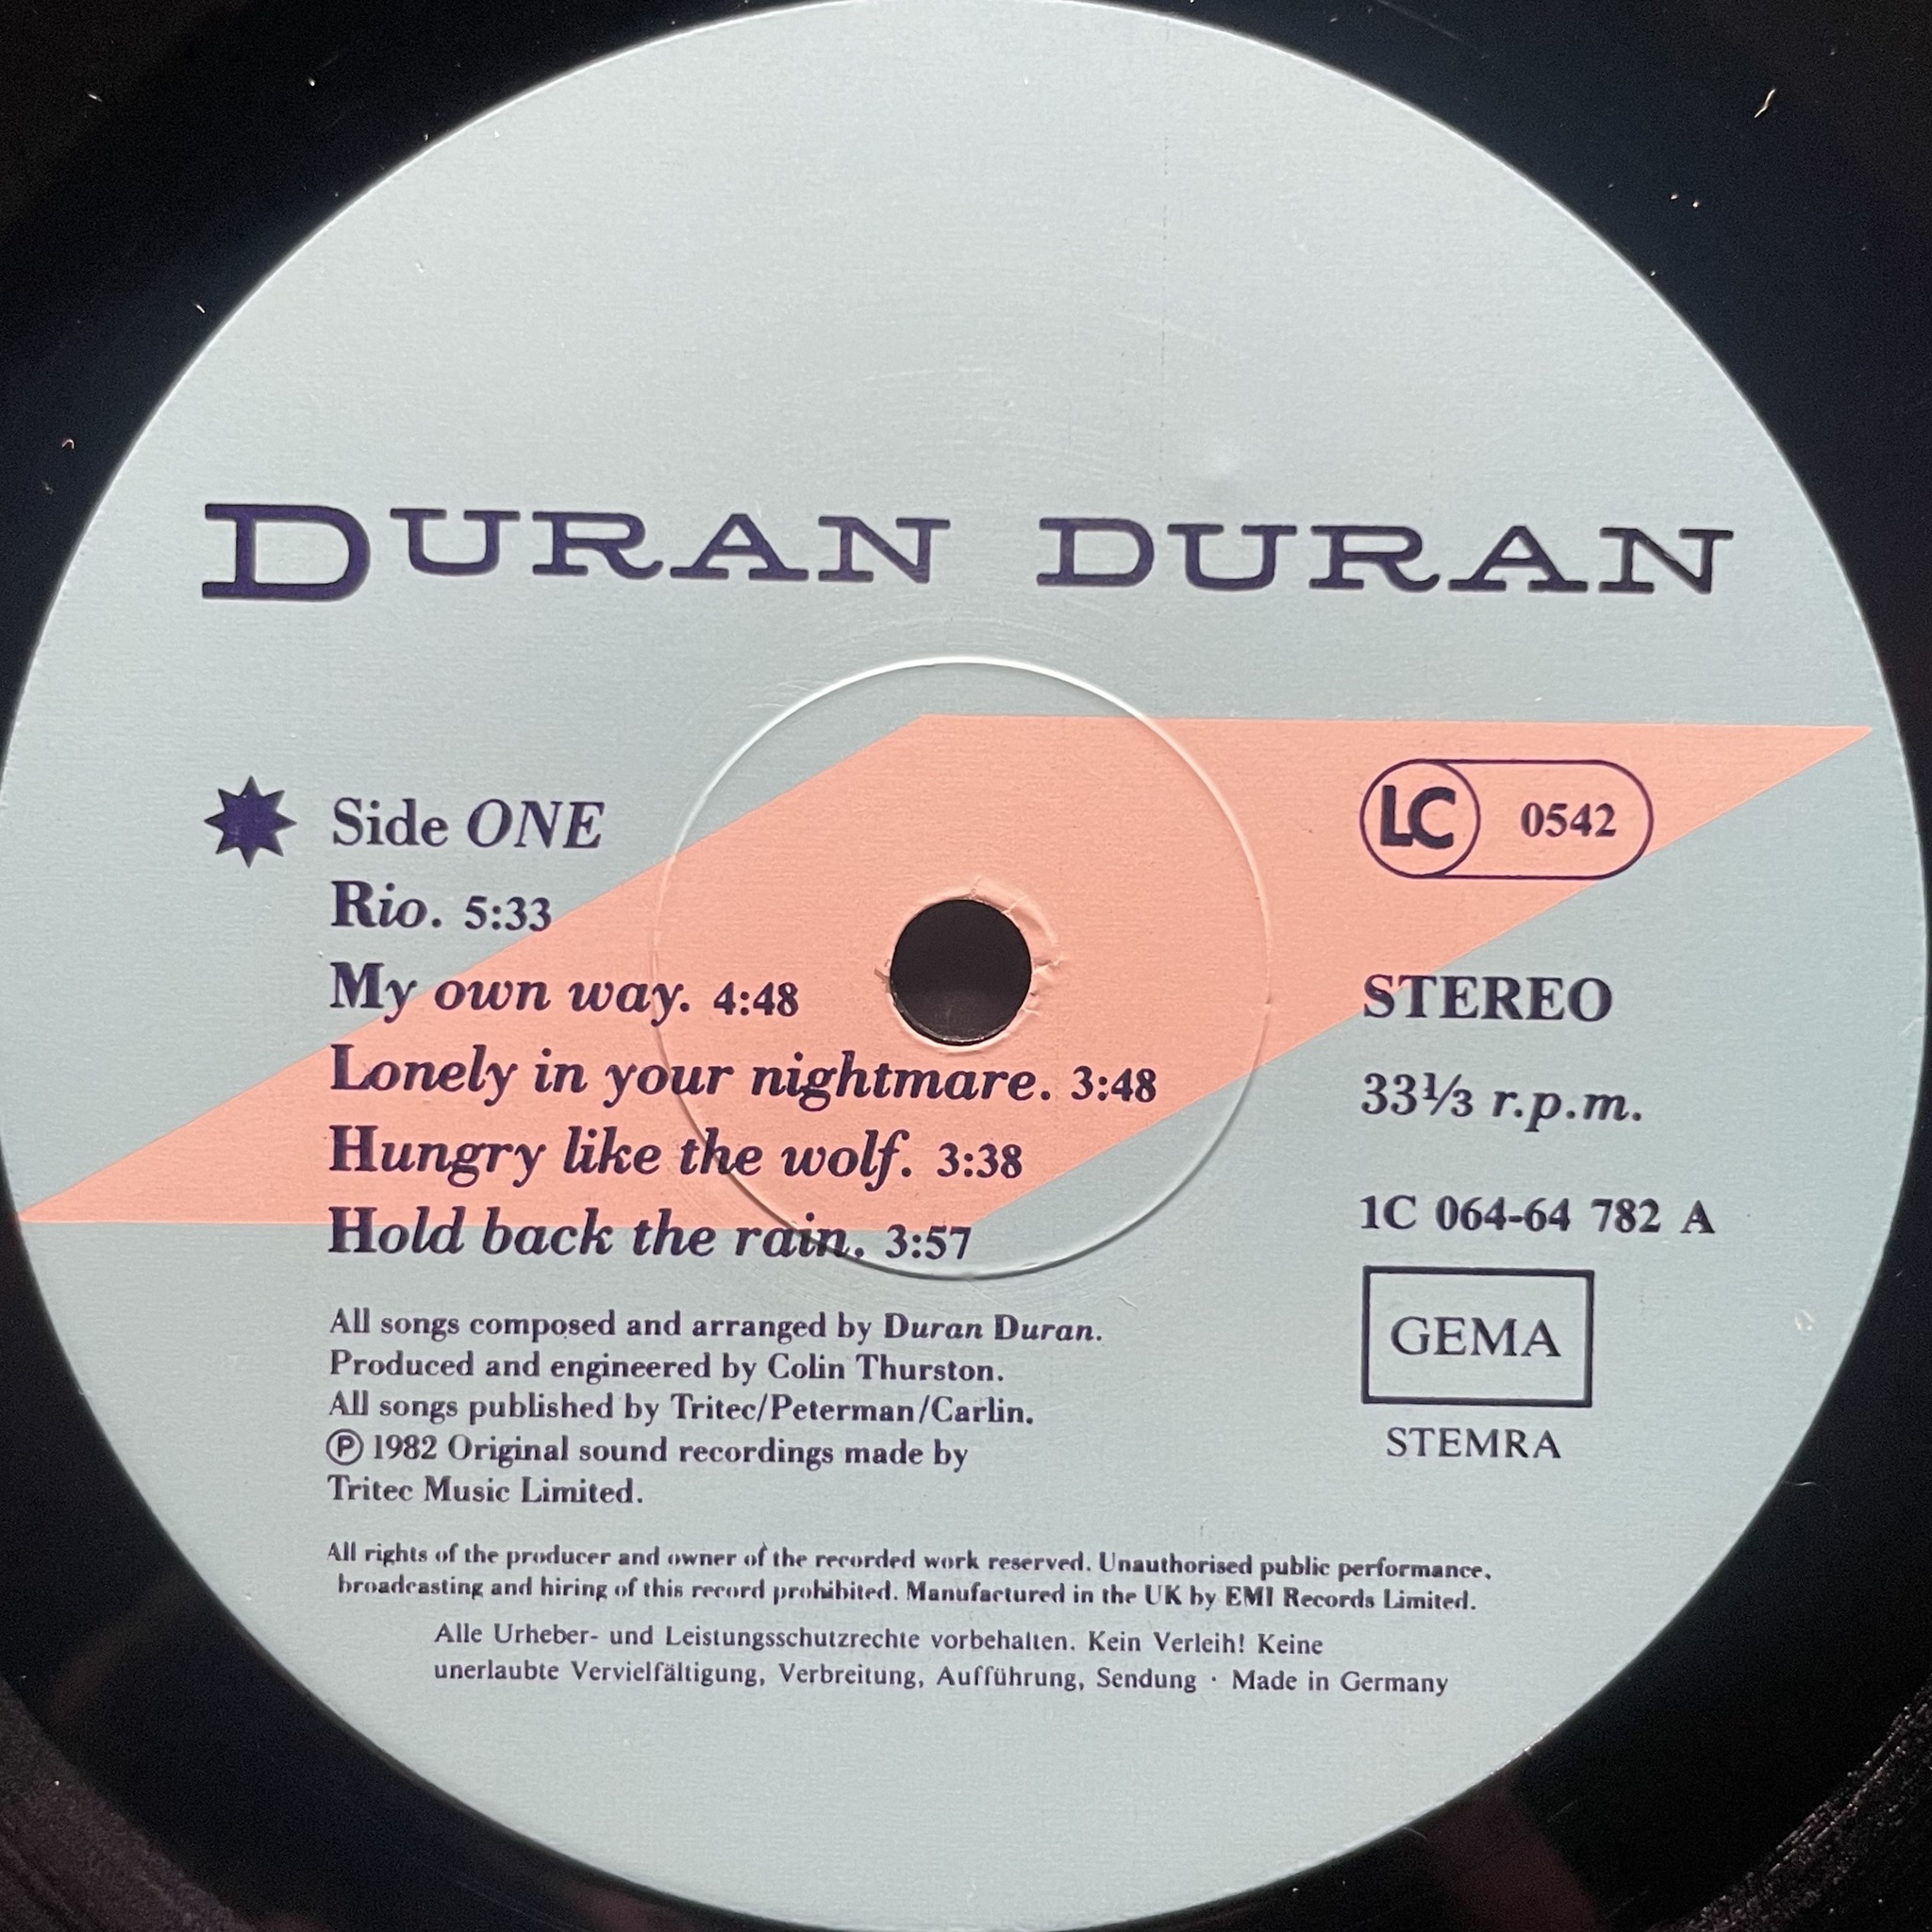 DURAN DURAN
Side ONE
Rio. 5:33
My own way. 4:48
Lonely in your nightmare. 3:48
Hungry like the wolf. 3:38
Hold back the rain. 3:57
LC 0542
STEREO
33⅓ r.p.m.
1C 064-64 782 A
GEMA
STEMRA
All songs composed and arranged by Duran Duran.
Produced and engineered by Colin Thurston.
All songs published by Tritec/Peterman/Carlin.
Ⓟ 1982 Original sound recordings made by
Tritec Music Limited.
All rights of the producer and owner of the recorded work reserved. Unauthorised public performance,
broadcasting and hiring of this record prohibited. Manufactured in the UK by EMI Records Limited.
Alle Urheber- und Leistungsschutzrechte vorbehalten. Kein Verleih! Keine
unerlaubte Vervielfältigung, Verbreitung, Aufführung, Sendung · Made in Germany